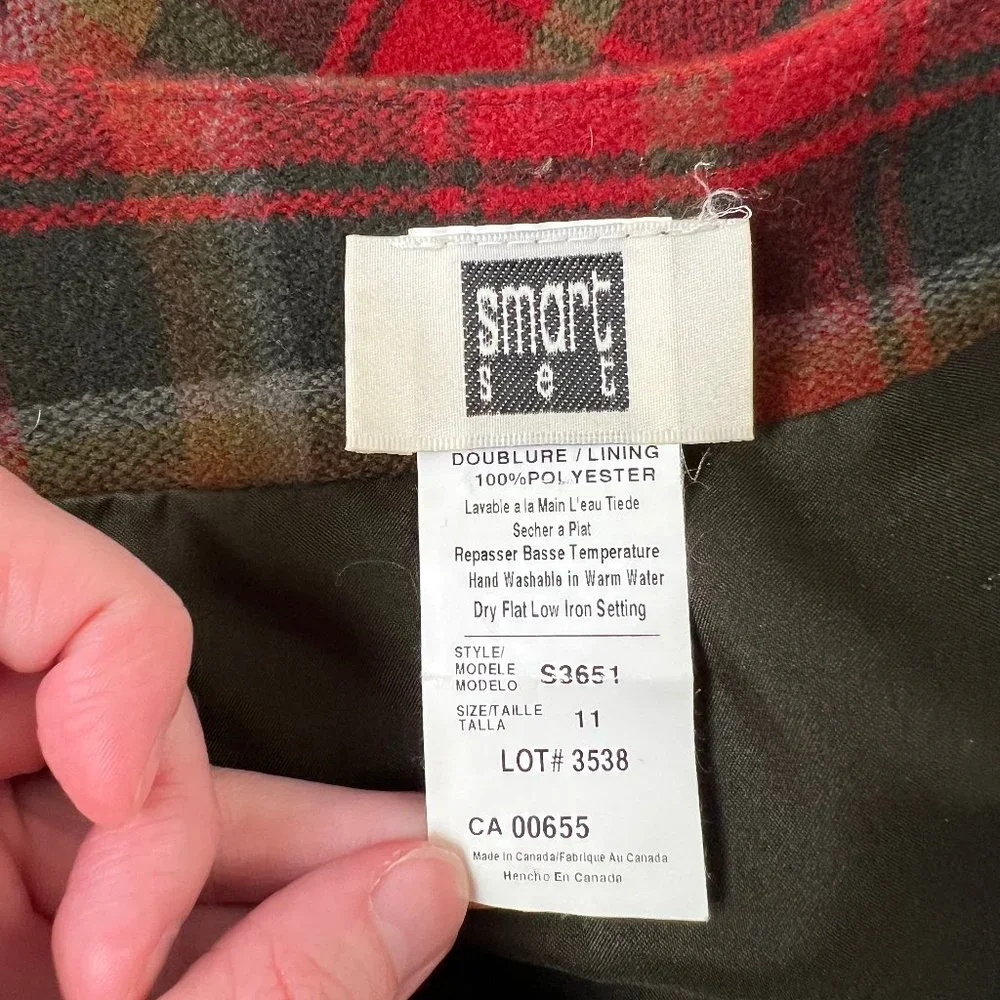 smart
set
DOUBLURE / LINING
100%POLYESTER
Lavable a la Main L'eau Tiede
Secher a Plat
Repasser Basse Temperature
Hand Washable in Warm Water
Dry Flat Low Iron Setting
STYLE/
MODELE S3651
MODELO
SIZE/TAILLE
TALLA 11
LOT# 3538
CA 00655
Made In Canada/Fabrique Au Canada
Hencho En Canada